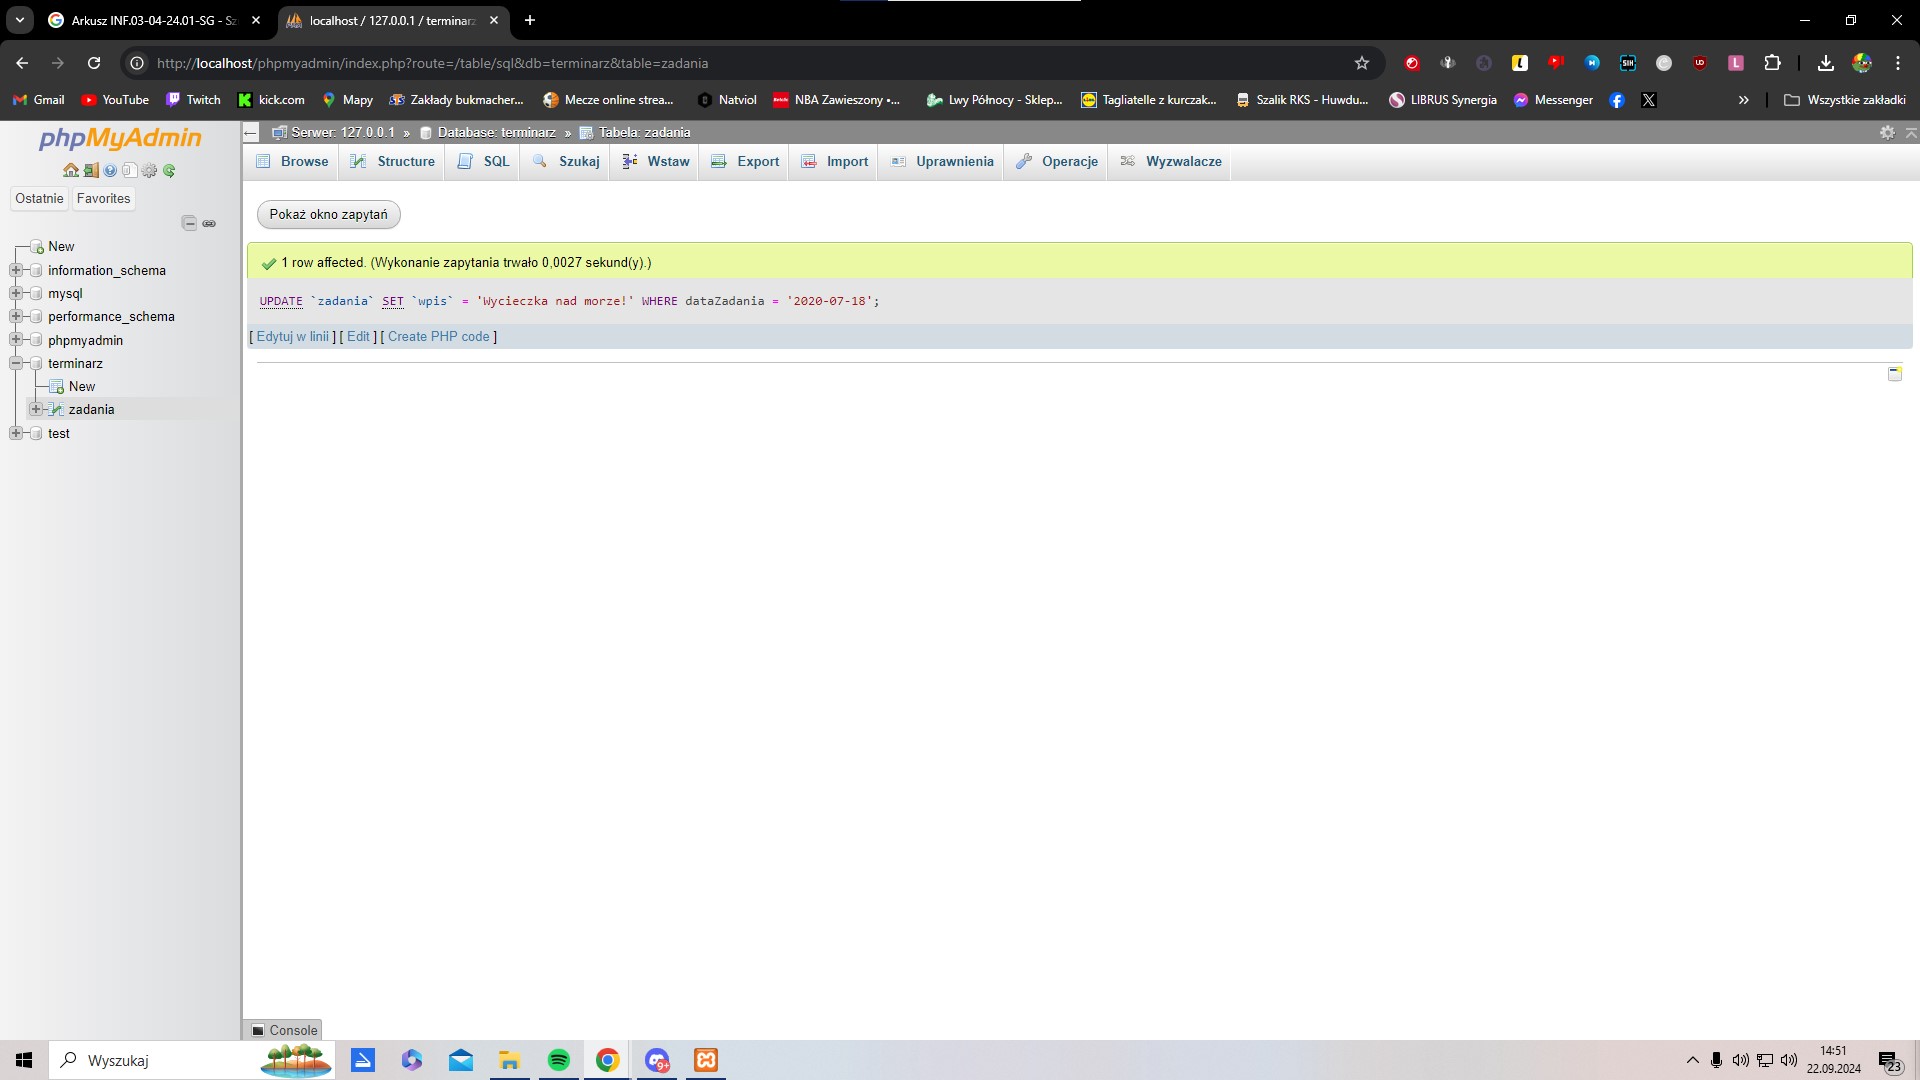 Arkusz INF.03-04-24.01-SG - Sz
localhost / 127.0.0.1 / terminarz
http://localhost/phpmyadmin/index.php?route=/table/sql&db=terminarz&table=zadania
Gmail YouTube Twitch kick.com Mapy Zakłady bukmacher... Mecze online strea... Natviol NBA Zawieszony •... Lwy Północy - Sklep... Tagliatelle z kurczak... Szalik RKS - Huwdu... LIBRUS Synergia Messenger » Wszystkie zakładki
phpMyAdmin
Ostatnie Favorites
New
information_schema
mysql
performance_schema
phpmyadmin
terminarz
New
zadania
test
Serwer: 127.0.0.1 » Database: terminarz » Tabela: zadania
Browse Structure SQL Szukaj Wstaw Export Import Uprawnienia Operacje Wyzwalacze
Pokaż okno zapytań
1 row affected. (Wykonanie zapytania trwało 0,0027 sekund(y).)
UPDATE `zadania` SET `wpis` = 'Wycieczka nad morze!' WHERE dataZadania = '2020-07-18';
[ Edytuj w linii ] [ Edit ] [ Create PHP code ]
Console
Wyszukaj
9+
14:51
22.09.2024
23